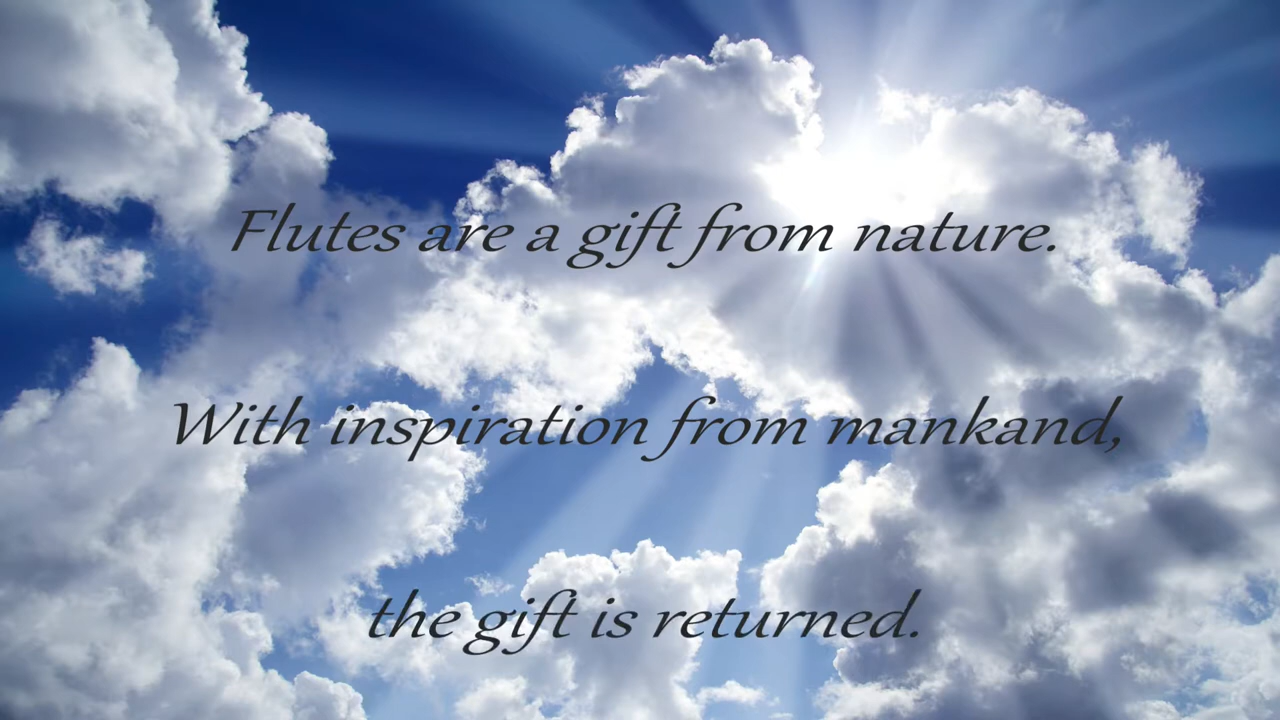 Flutes are a gift from nature.
With inspiration from mankand,
the gift is returned.